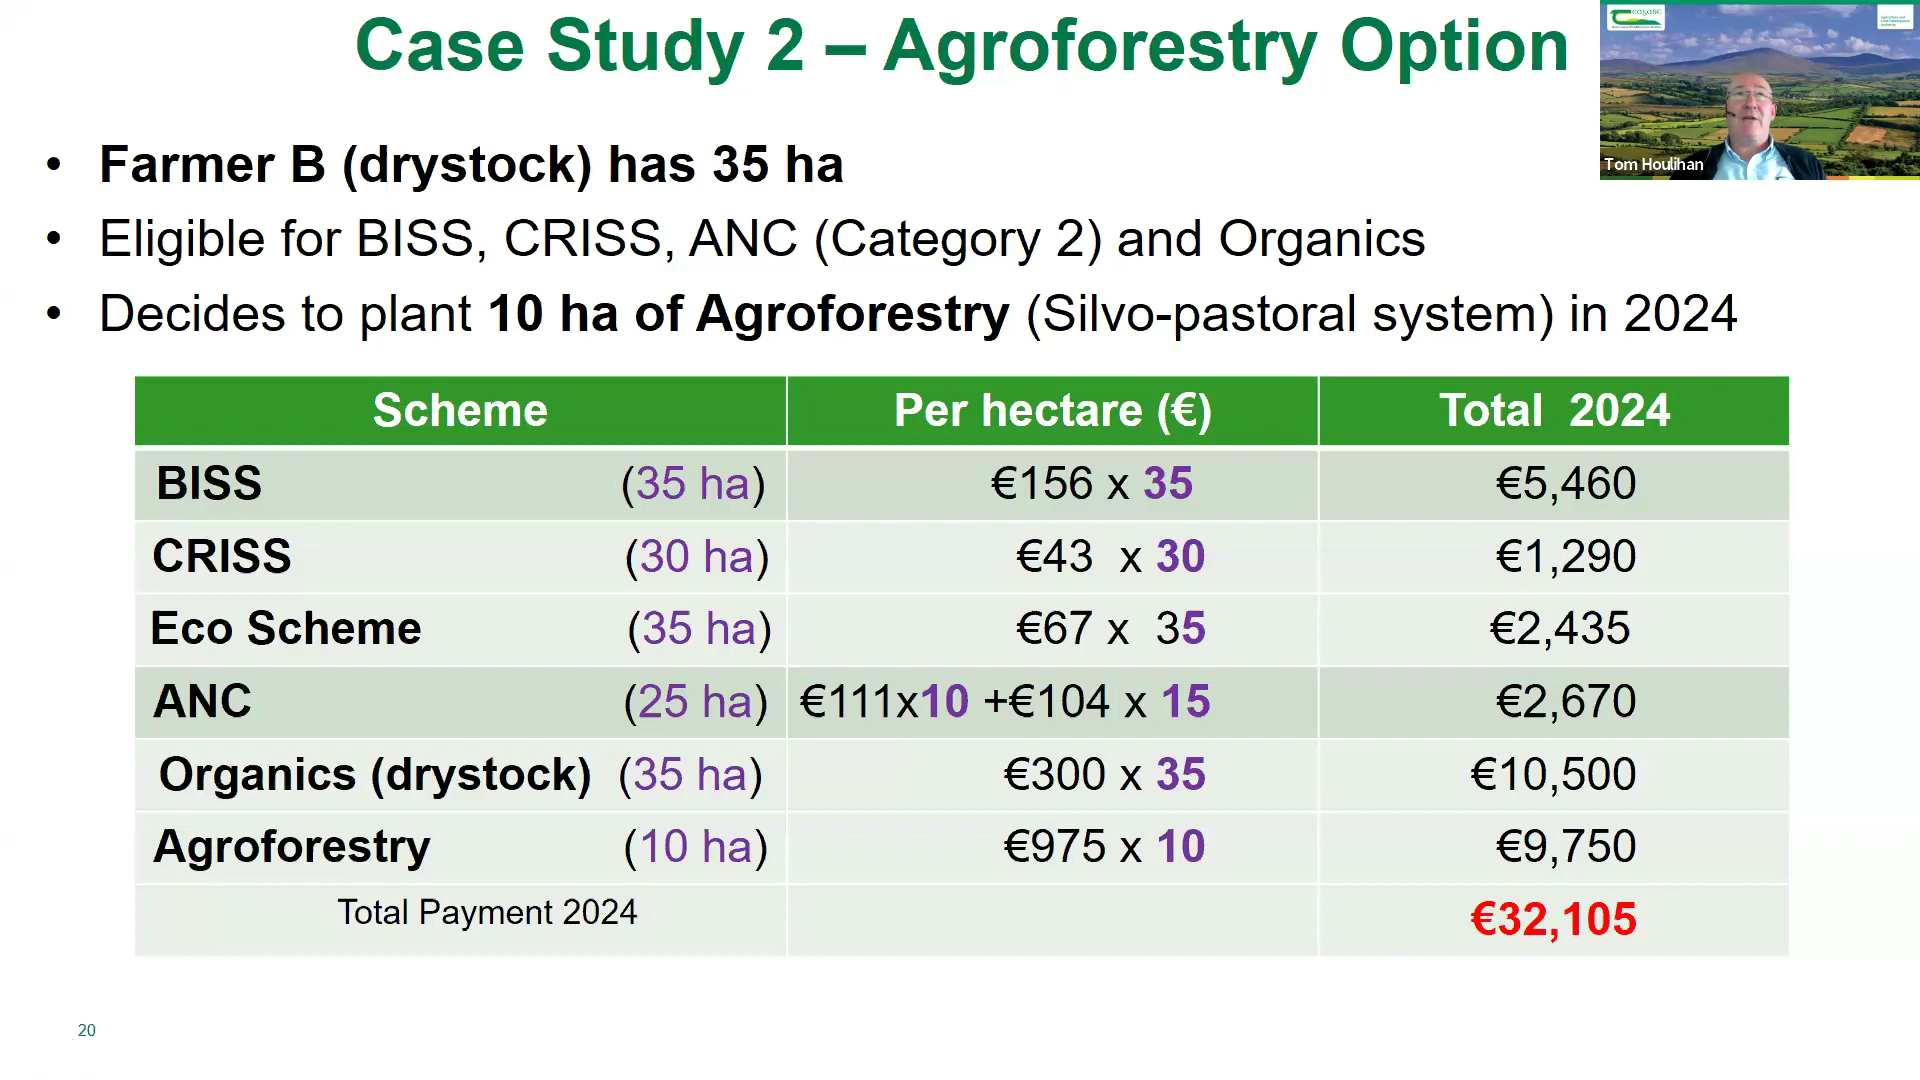 Case Study 2 – Agroforestry Option
Teagasc
Tom Houlihan
• Farmer B (drystock) has 35 ha
• Eligible for BISS, CRISS, ANC (Category 2) and Organics
• Decides to plant 10 ha of Agroforestry (Silvo-pastoral system) in 2024
Scheme Per hectare (€) Total 2024
BISS (35 ha) €156 x 35 €5,460
CRISS (30 ha) €43 x 30 €1,290
Eco Scheme (35 ha) €67 x 35 €2,435
ANC (25 ha) €111x10 +€104 x 15 €2,670
Organics (drystock) (35 ha) €300 x 35 €10,500
Agroforestry (10 ha) €975 x 10 €9,750
Total Payment 2024 €32,105
20